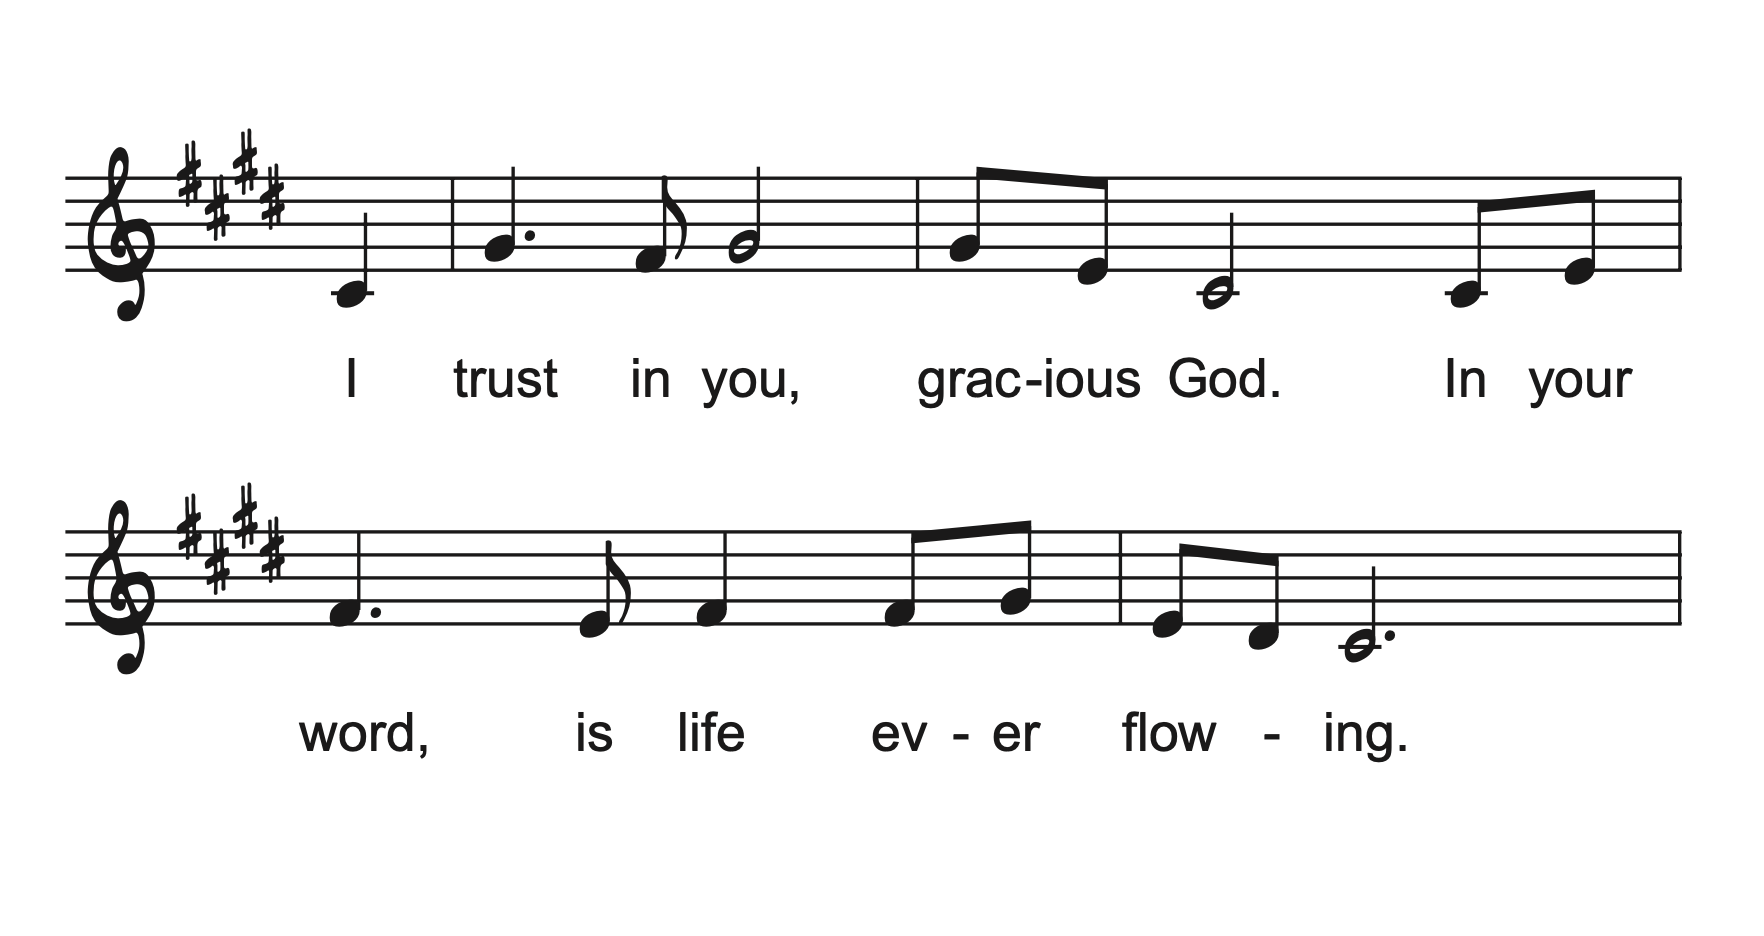 I trust in you, grac-ious God. In your
word, is life ev - er flow - ing.